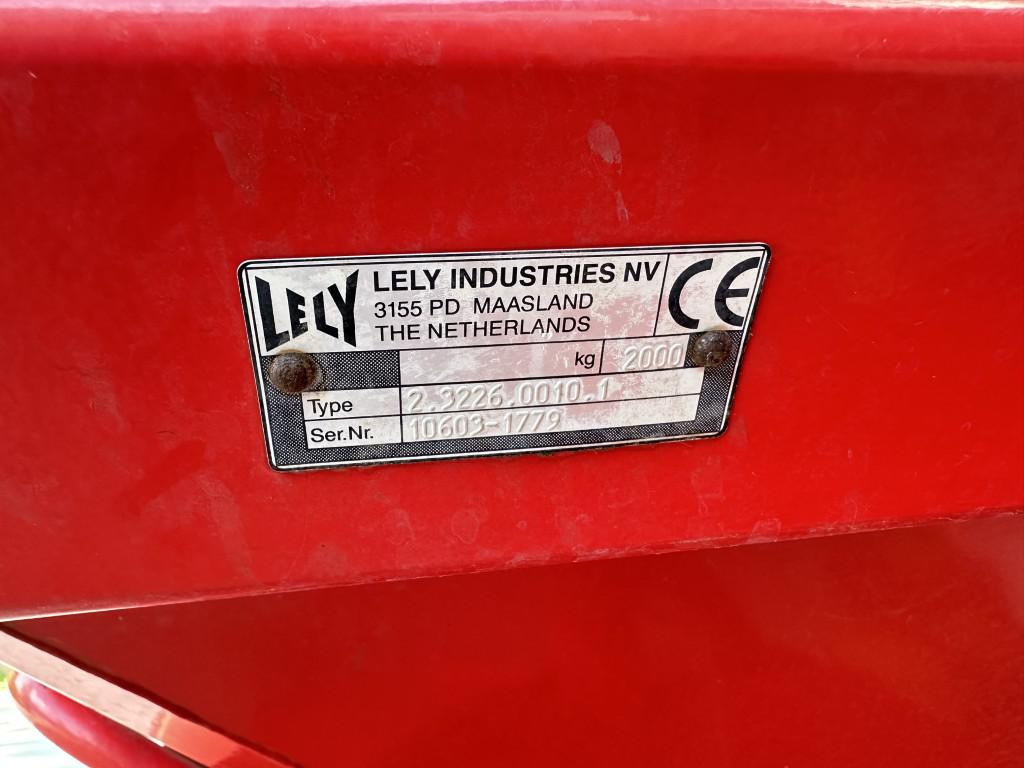 LELY
LELY INDUSTRIES NV
3155 PD MAASLAND
THE NETHERLANDS
CE
kg 2000
Type 2.3226.0010.1
Ser.Nr. 10603-1779